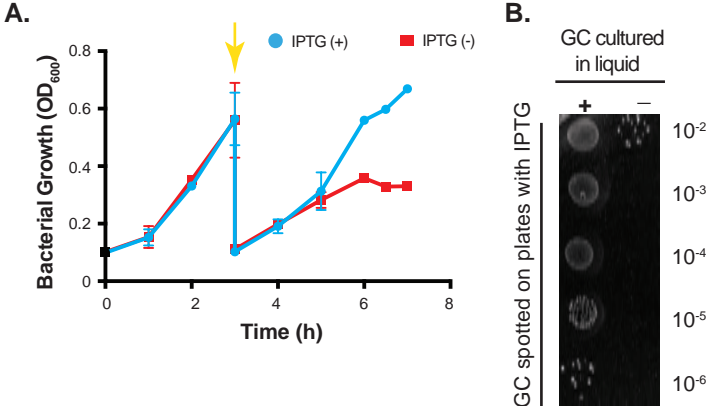 A.
IPTG (+)
IPTG (-)
Bacterial Growth (OD600)
0.8
0.6
0.4
0.2
0
0
2
4
6
8
Time (h)
B.
GC cultured
in liquid
+
–
GC spotted on plates with IPTG
10-2
10-3
10-4
10-5
10-6